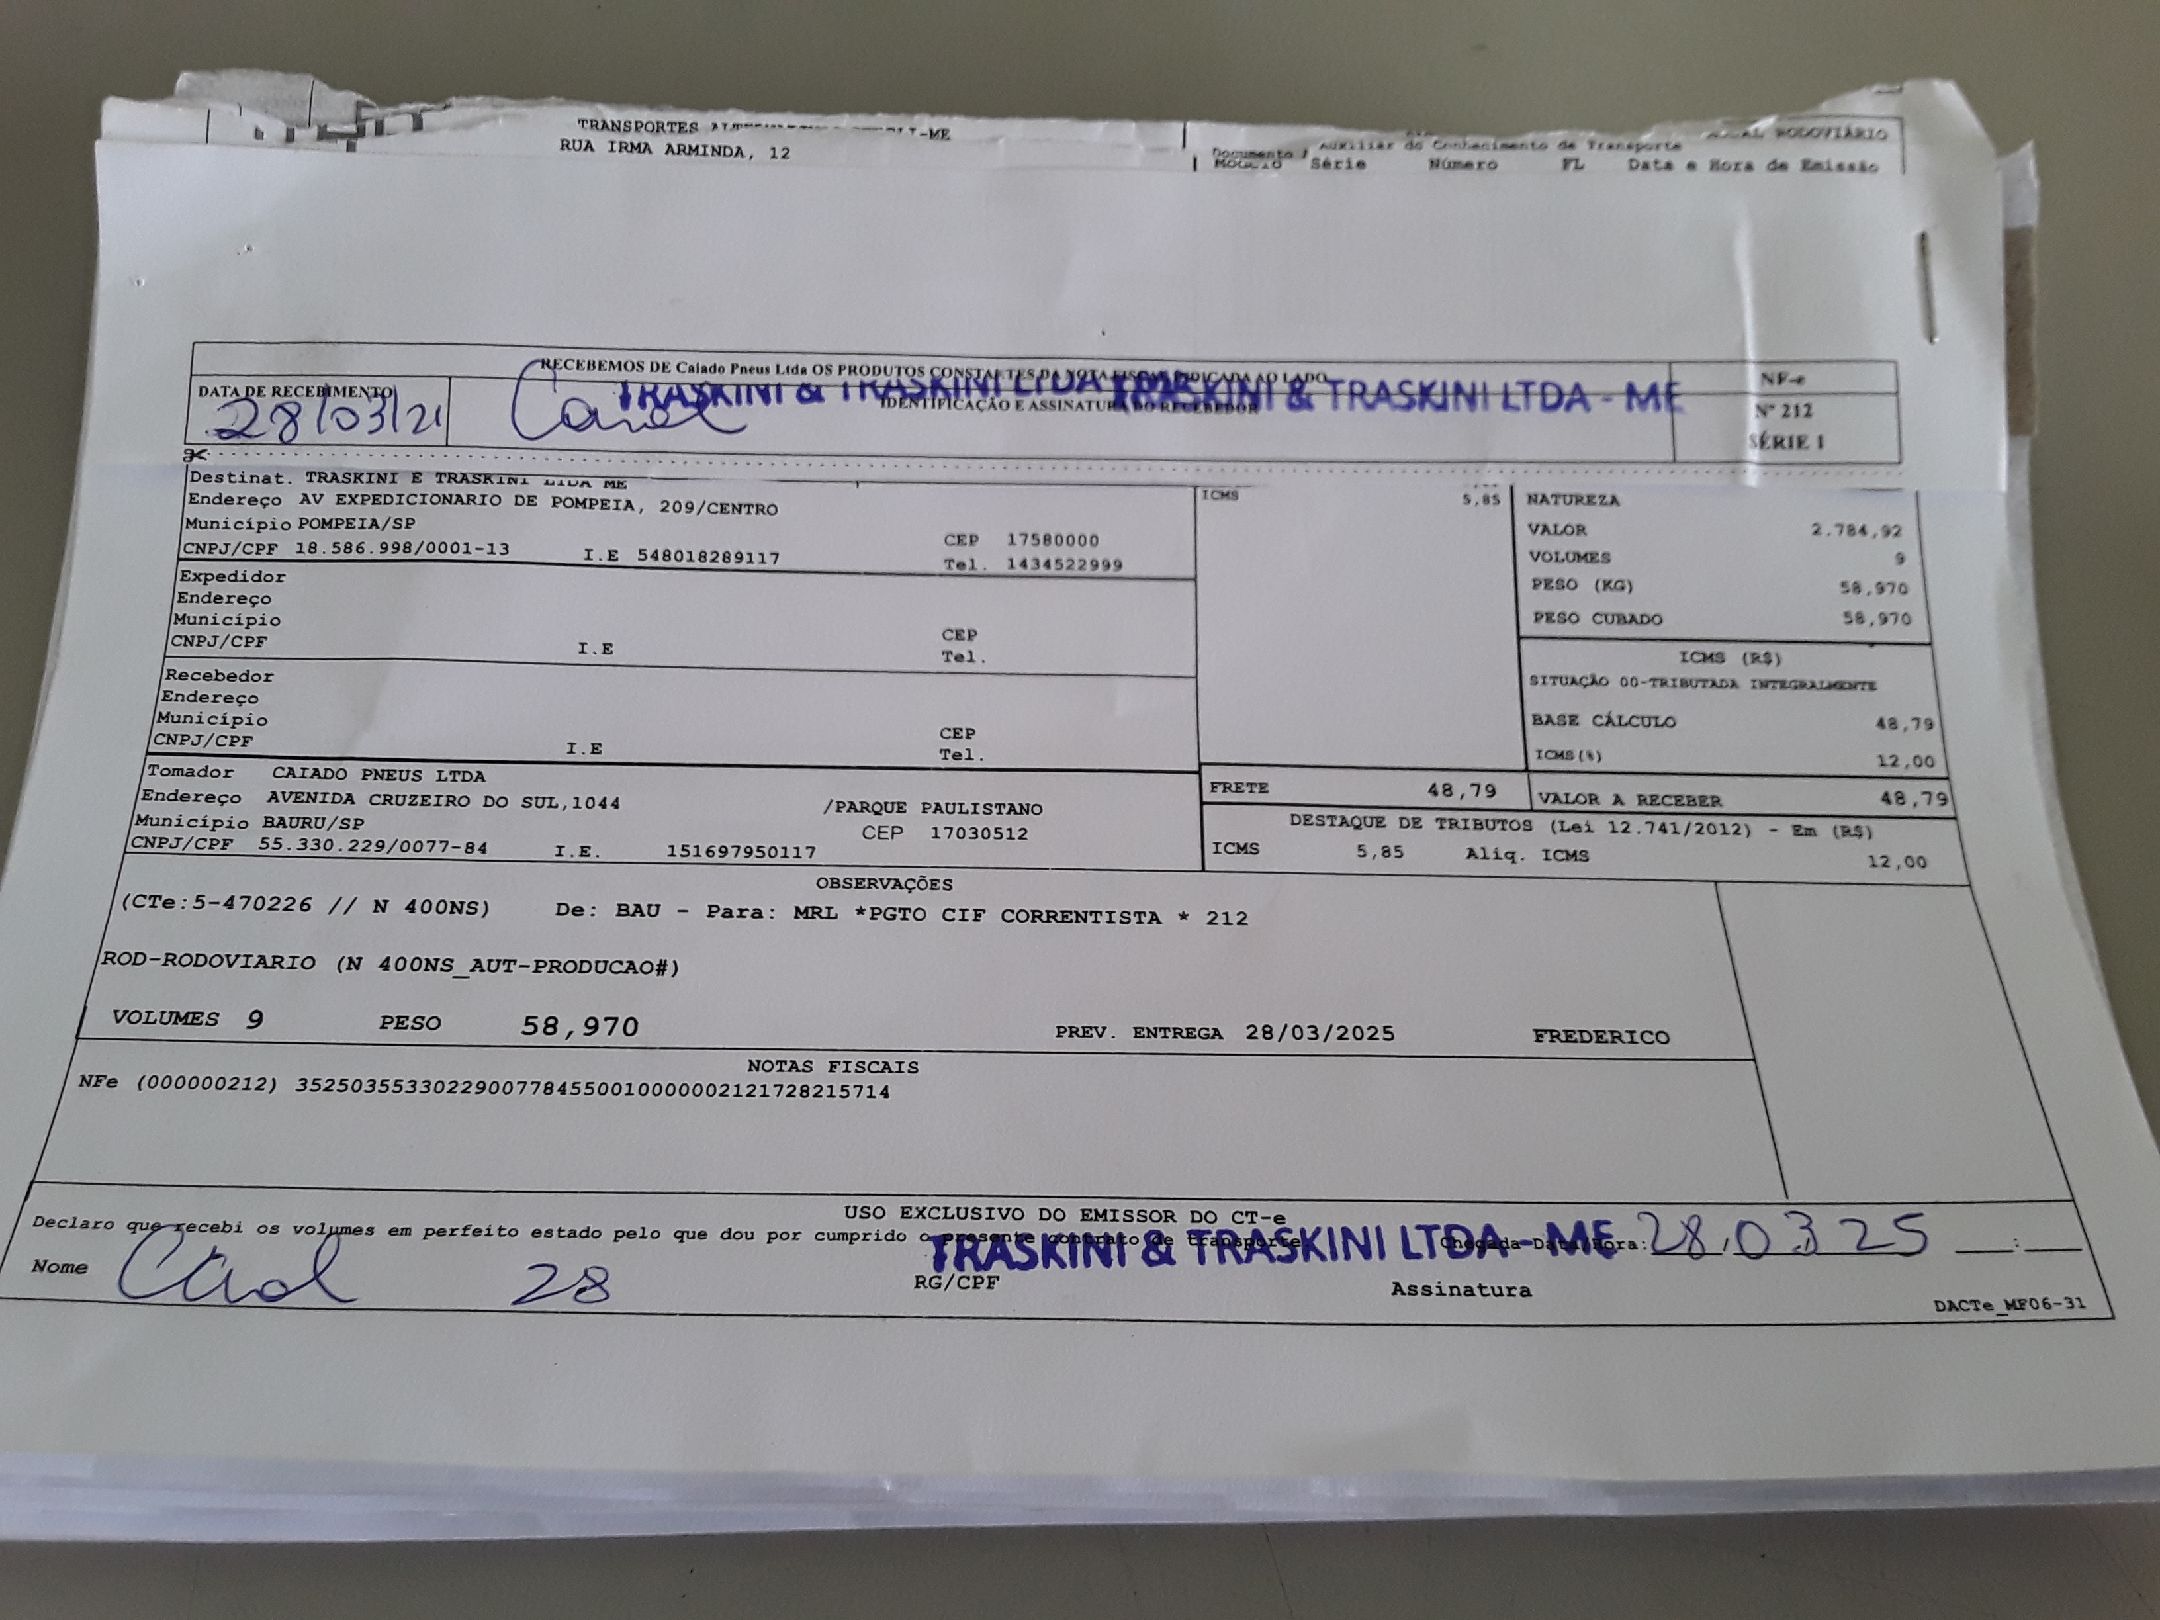 TRANSPORTES -ME
RODOVIÁRIO
RUA IRMA ARMINDA, 12
Documento Auxiliar do Conhecimento de Transporte
Série Número FL Data e Hora de Emissão
RECEBEMOS DE Caiado Pneus Ltda OS PRODUTOS CONSTANTES DA NOTA FISCAL INDICADA AO LADO
NF-e
DATA DE RECEBIMENTO
28/03/21
Carol
TRASKINI & TRASKINI LTDA
TRASKINI & TRASKINI LTDA - ME
IDENTIFICAÇÃO E ASSINATURA DO RECEBEDOR
Nº 212
SÉRIE 1
Destinat. TRASKINI E TRASKINI LTDA ME
Endereço AV EXPEDICIONARIO DE POMPEIA, 209/CENTRO
Município POMPEIA/SP
CEP 17580000
CNPJ/CPF 18.586.998/0001-13 I.E 548018289117
Tel. 1434522999
ICMS 5,85
NATUREZA
VALOR 2.784,92
VOLUMES 9
PESO (KG) 58,970
PESO CUBADO 58,970
Expedidor
Endereço
Município
CEP
CNPJ/CPF I.E
Tel.
ICMS (R$)
SITUAÇÃO 00-TRIBUTADA INTEGRALMENTE
BASE CÁLCULO 48,79
ICMS(%) 12,00
Recebedor
Endereço
Município
CEP
CNPJ/CPF I.E
Tel.
FRETE 48,79
VALOR A RECEBER 48,79
Tomador CAIADO PNEUS LTDA
Endereço AVENIDA CRUZEIRO DO SUL,1044 /PARQUE PAULISTANO
Município BAURU/SP CEP 17030512
CNPJ/CPF 55.330.229/0077-84 I.E. 151697950117
DESTAQUE DE TRIBUTOS (Lei 12.741/2012) - Em (R$)
ICMS 5,85 Aliq. ICMS 12,00
OBSERVAÇÕES
(CTe:5-470226 // N 400NS) De: BAU - Para: MRL *PGTO CIF CORRENTISTA * 212
ROD-RODOVIARIO (N 400NS_AUT-PRODUCAO#)
VOLUMES 9 PESO 58,970 PREV. ENTREGA 28/03/2025 FREDERICO
NOTAS FISCAIS
NFe (000000212) 35250355330229007784550010000002121728215714
USO EXCLUSIVO DO EMISSOR DO CT-e
Declaro que recebi os volumes em perfeito estado pelo que dou por cumprido o presente contrato de transporte
TRASKINI & TRASKINI LTDA - ME
Chegada Data/Hora: 28.03.25 __:__
Nome Carol 28 RG/CPF Assinatura
DACTe_MF06-31